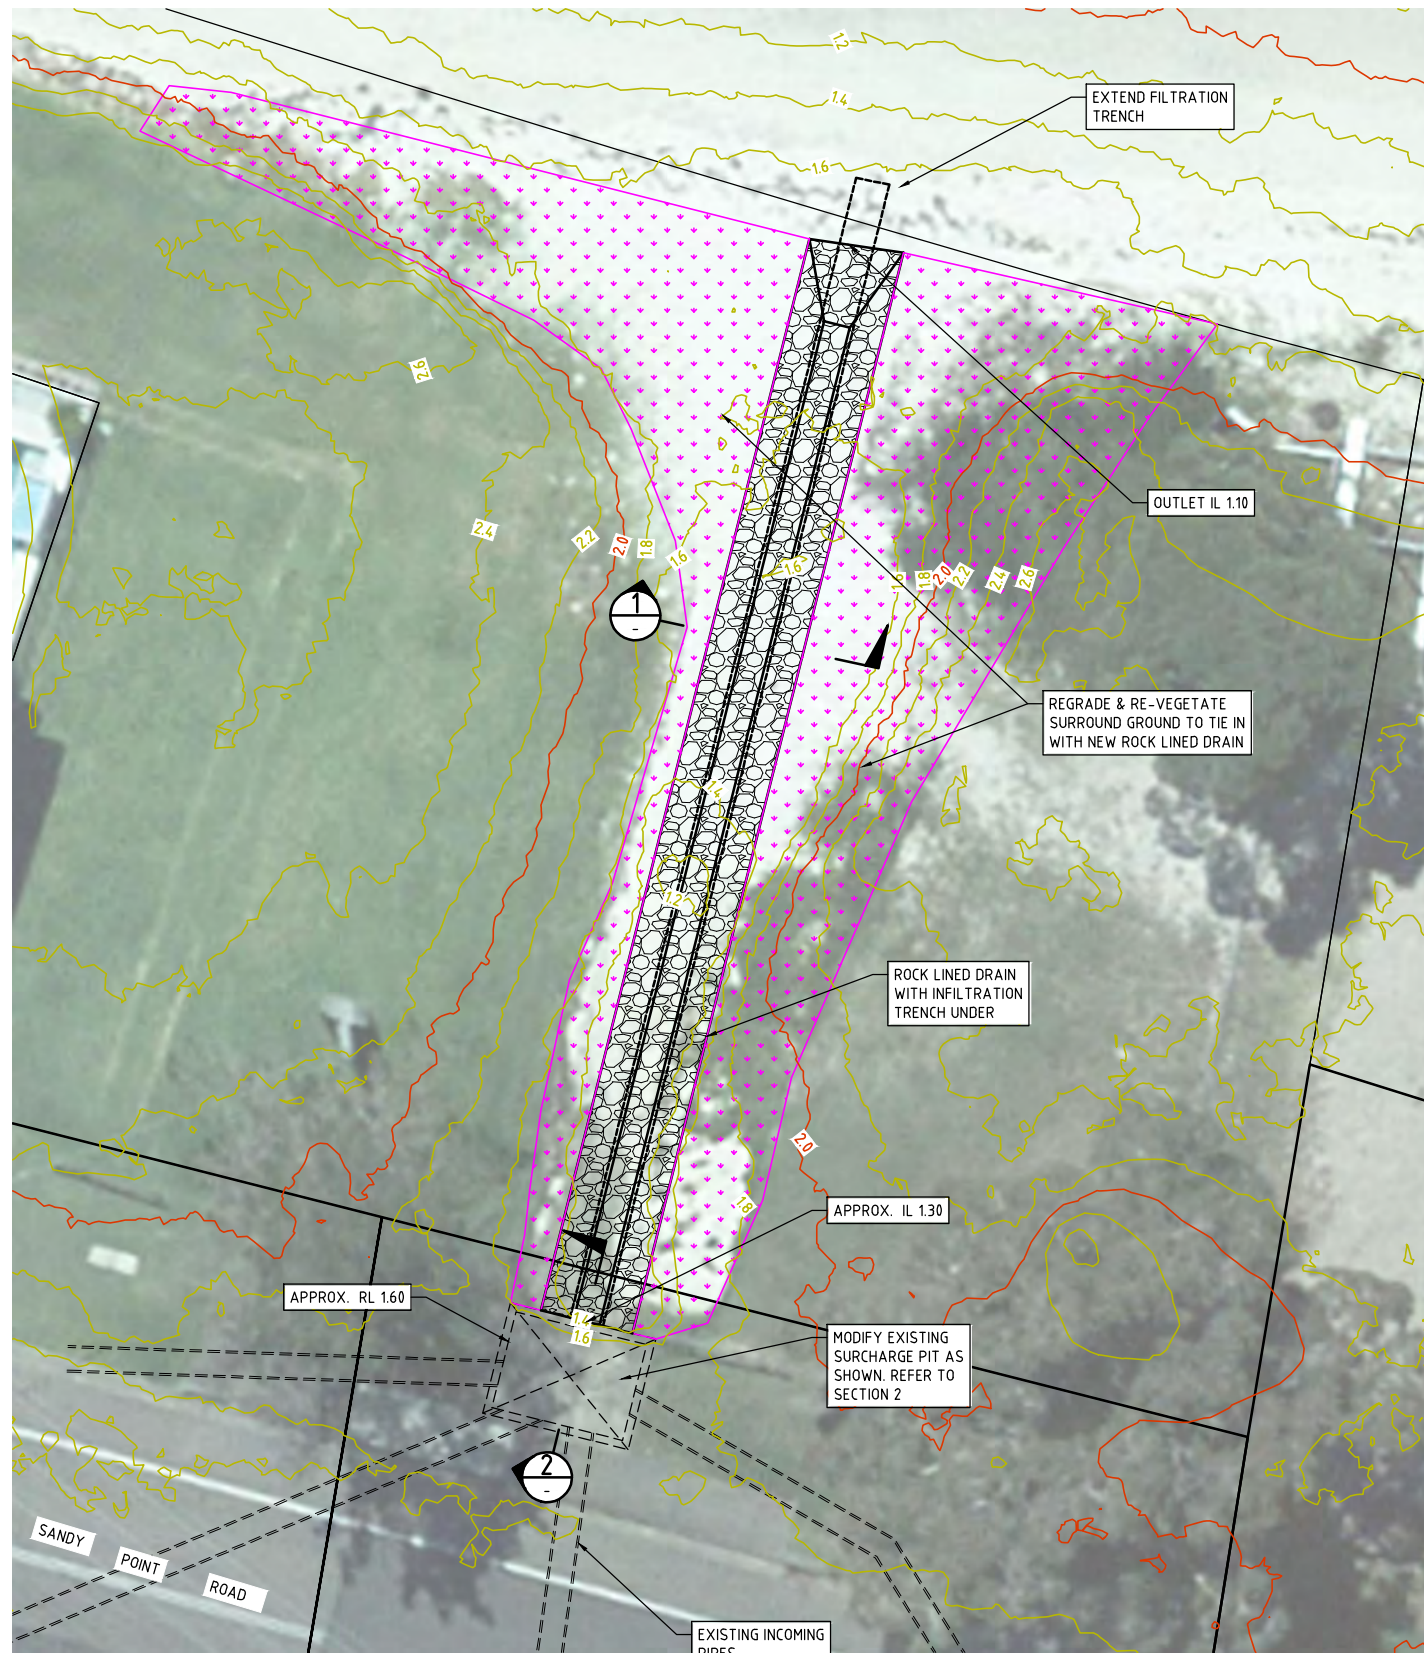 1.2
1.4
EXTEND FILTRATION
TRENCH
1.6
2.6
OUTLET IL 1.10
2.4
2.2
2.0
1.8
1.6
1.6
1.6
1.8
2.0
2.2
2.4
2.6
1
-
REGRADE & RE-VEGETATE
SURROUND GROUND TO TIE IN
WITH NEW ROCK LINED DRAIN
1.4
1.2
ROCK LINED DRAIN
WITH INFILTRATION
TRENCH UNDER
2.0
1.8
APPROX. IL 1.30
APPROX. RL 1.60
1.4
1.6
MODIFY EXISTING
SURCHARGE PIT AS
SHOWN. REFER TO
SECTION 2
2
-
SANDY POINT ROAD
EXISTING INCOMING
PIPES